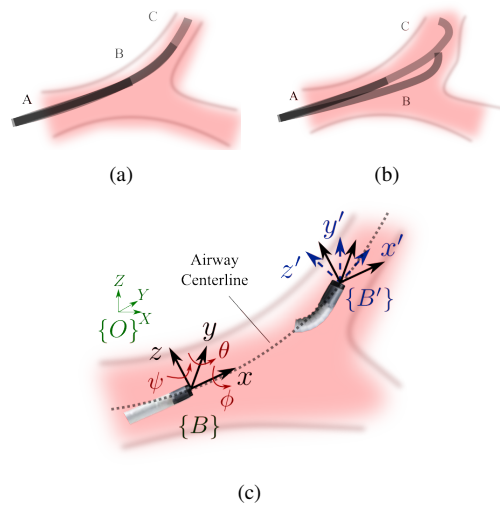 C
B
A
(a)
C
A
B
(b)
Airway
Centerline
y′
z′
x′
{B′}
Z
Y
X
{O}
z
y
θ
ψ
x
ϕ
{B}
(c)